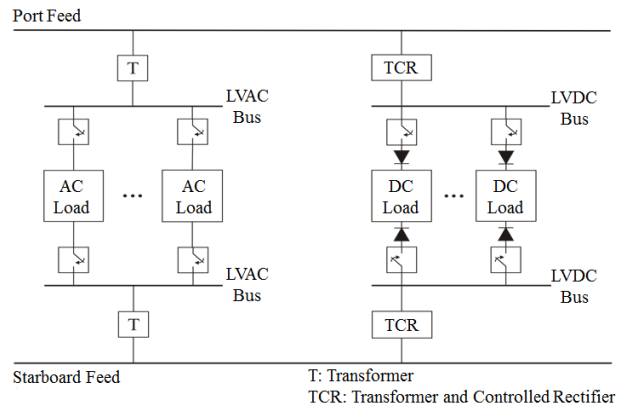 Port Feed
T
TCR
LVAC
Bus
LVDC
Bus
AC
Load
...
AC
Load
DC
Load
...
DC
Load
LVAC
Bus
LVDC
Bus
T
TCR
Starboard Feed
T: Transformer
TCR: Transformer and Controlled Rectifier